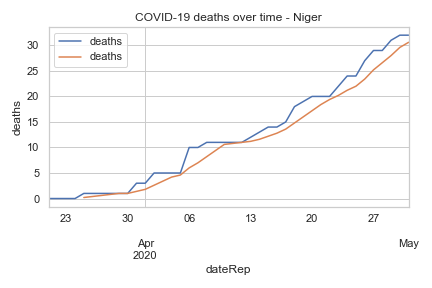 COVID-19 deaths over time - Niger
deaths
deaths
deaths
30
25
20
15
10
5
0
23 30 06 13 20 27
Apr May
2020
dateRep